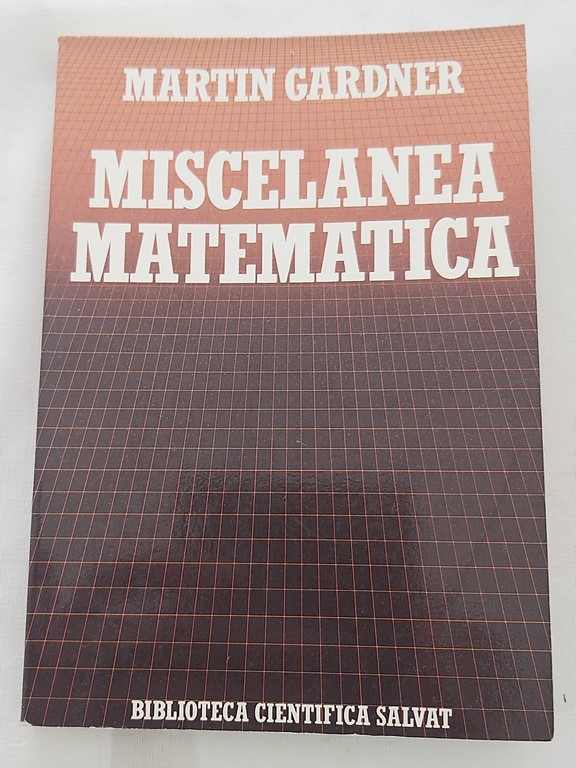 MARTIN GARDNER
MISCELANEA
MATEMATICA
BIBLIOTECA CIENTIFICA SALVAT